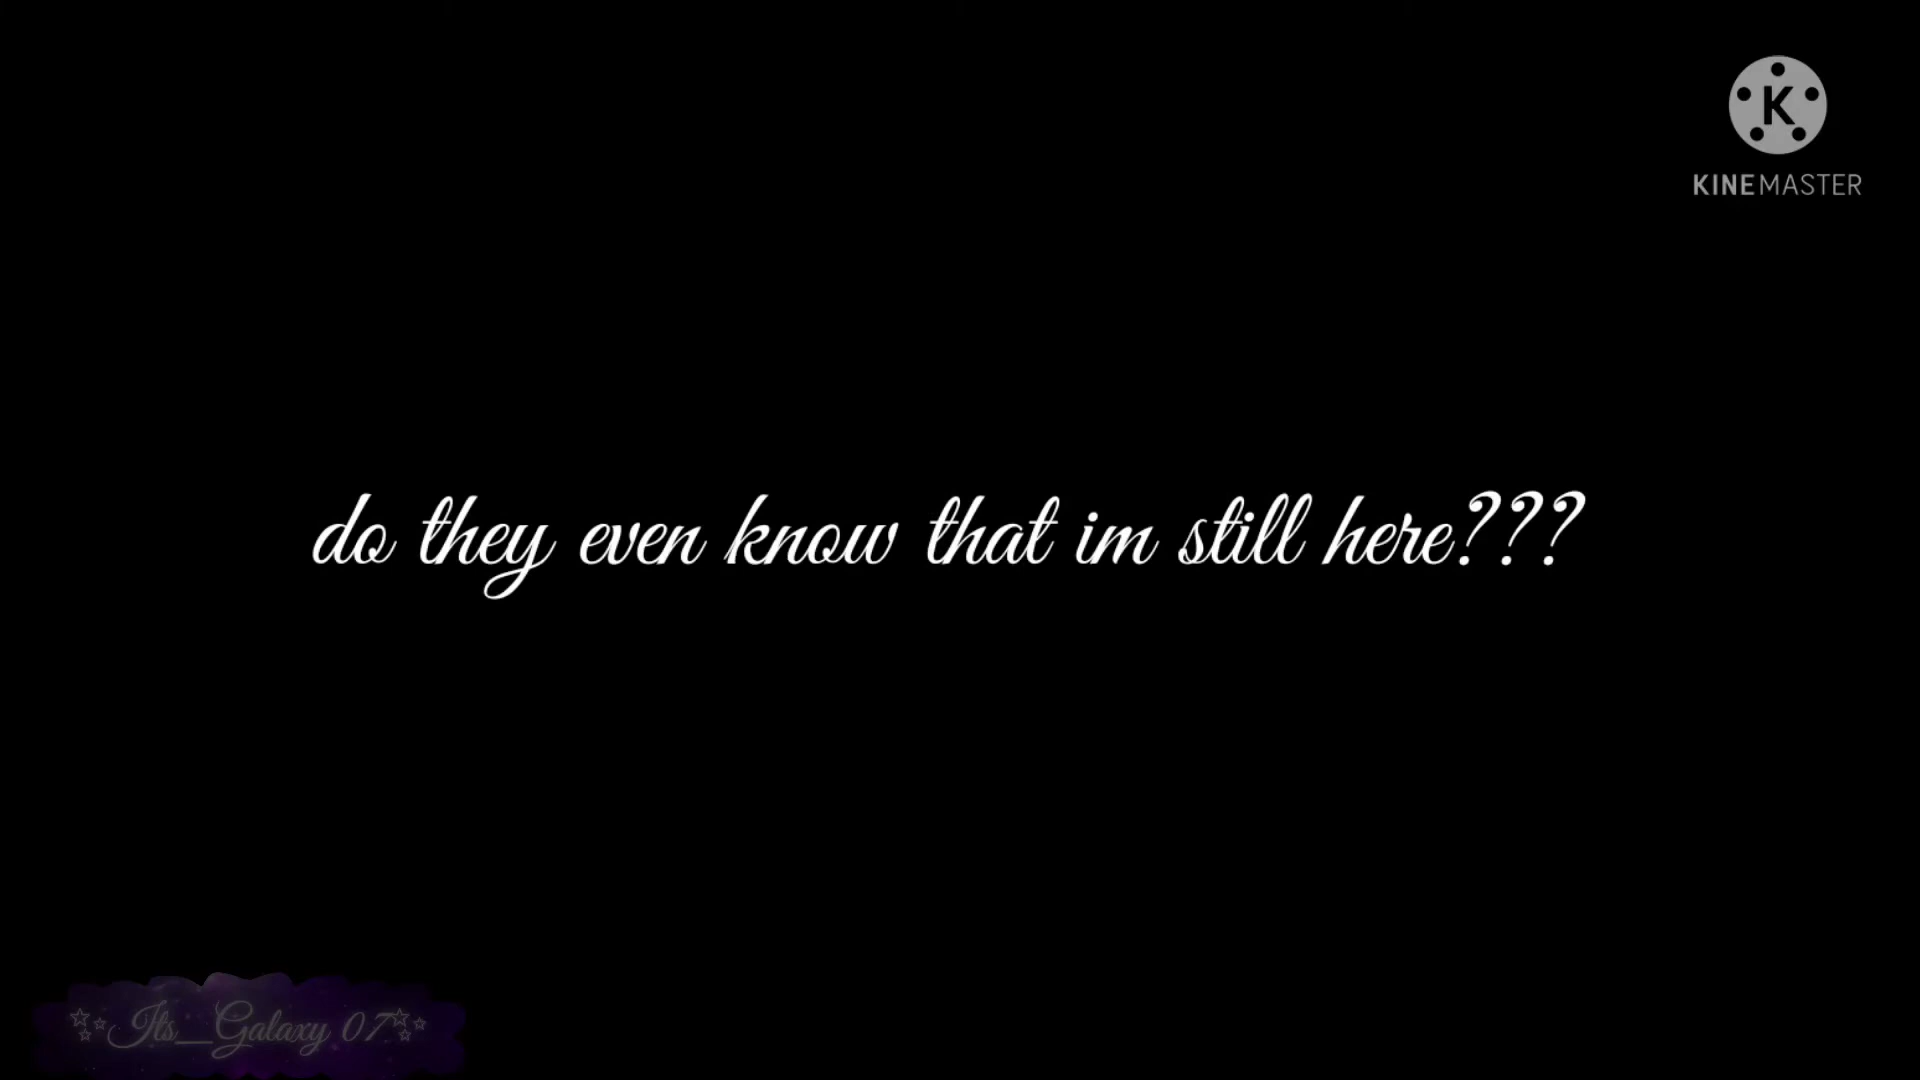 K
KINEMASTER
do they even know that im still here???
Its_Galaxy 07